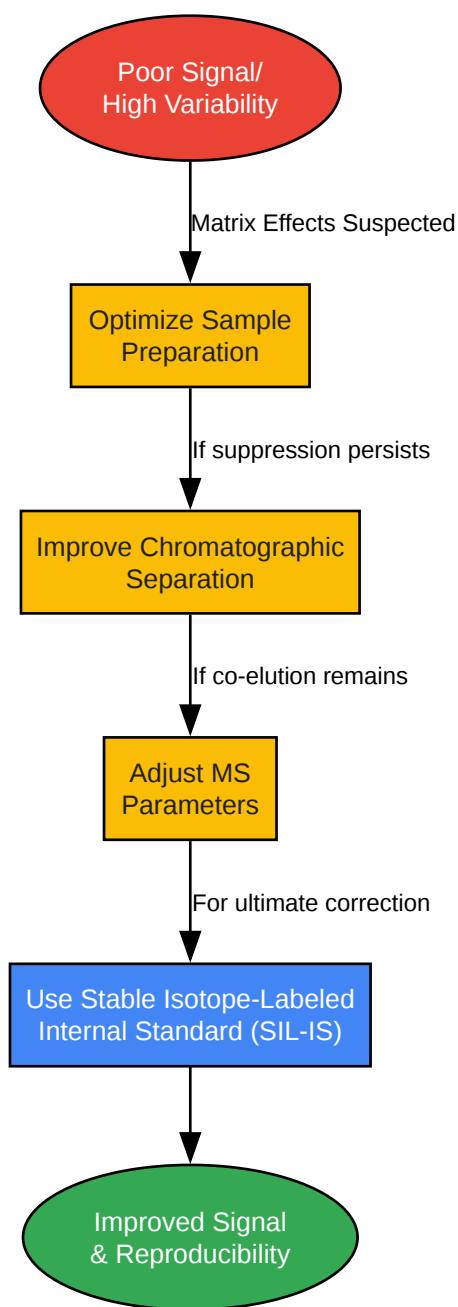 Poor Signal/
High Variability
Matrix Effects Suspected
Optimize Sample
Preparation
If suppression persists
Improve Chromatographic
Separation
If co-elution remains
Adjust MS
Parameters
For ultimate correction
Use Stable Isotope-Labeled
Internal Standard (SIL-IS)
Improved Signal
& Reproducibility